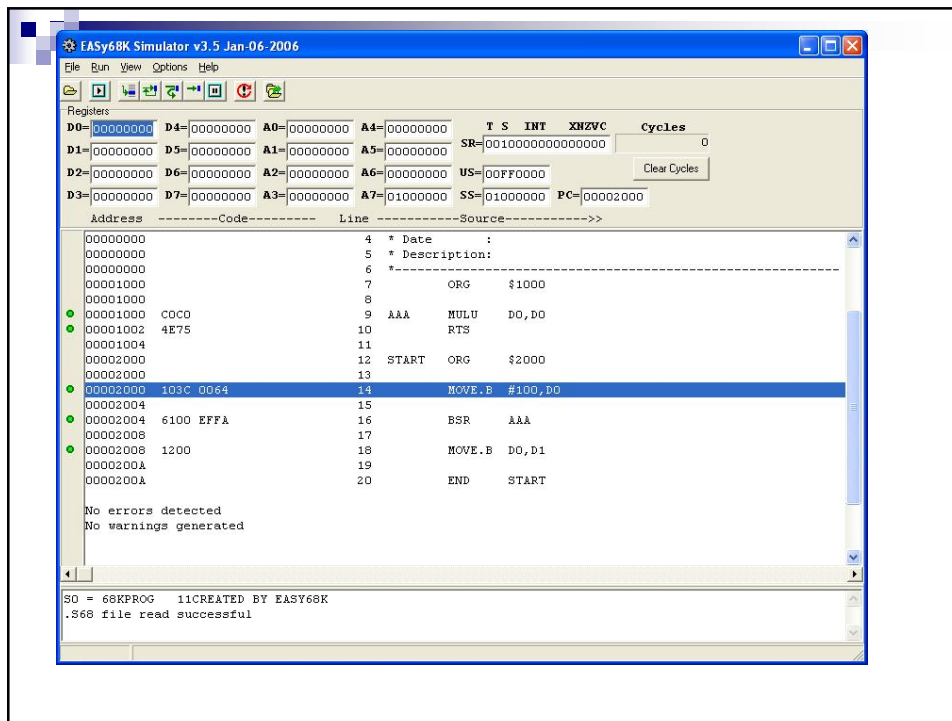 EASy68K Simulator v3.5 Jan-06-2006
File Run View Options Help
Registers
D0=00000000 D4=00000000 A0=00000000 A4=00000000 T S INT XNZVC Cycles
D1=00000000 D5=00000000 A1=00000000 A5=00000000 SR=0010000000000000 0
D2=00000000 D6=00000000 A2=00000000 A6=00000000 US=00FF0000 Clear Cycles
D3=00000000 D7=00000000 A3=00000000 A7=01000000 SS=01000000 PC=00002000
Address --------Code--------- Line -----------Source----------->>
00000000 4 * Date :
00000000 5 * Description:
00000000 6 *-----------------------------------------------------------
00001000 7 ORG $1000
00001000 8
00001000 C0C0 9 AAA MULU D0,D0
00001002 4E75 10 RTS
00001004 11
00002000 12 START ORG $2000
00002000 13
00002000 103C 0064 14 MOVE.B #100,D0
00002004 15
00002004 6100 EFFA 16 BSR AAA
00002008 17
00002008 1200 18 MOVE.B D0,D1
0000200A 19
0000200A 20 END START
No errors detected
No warnings generated
S0 = 68KPROG 11CREATED BY EASY68K
.S68 file read successful